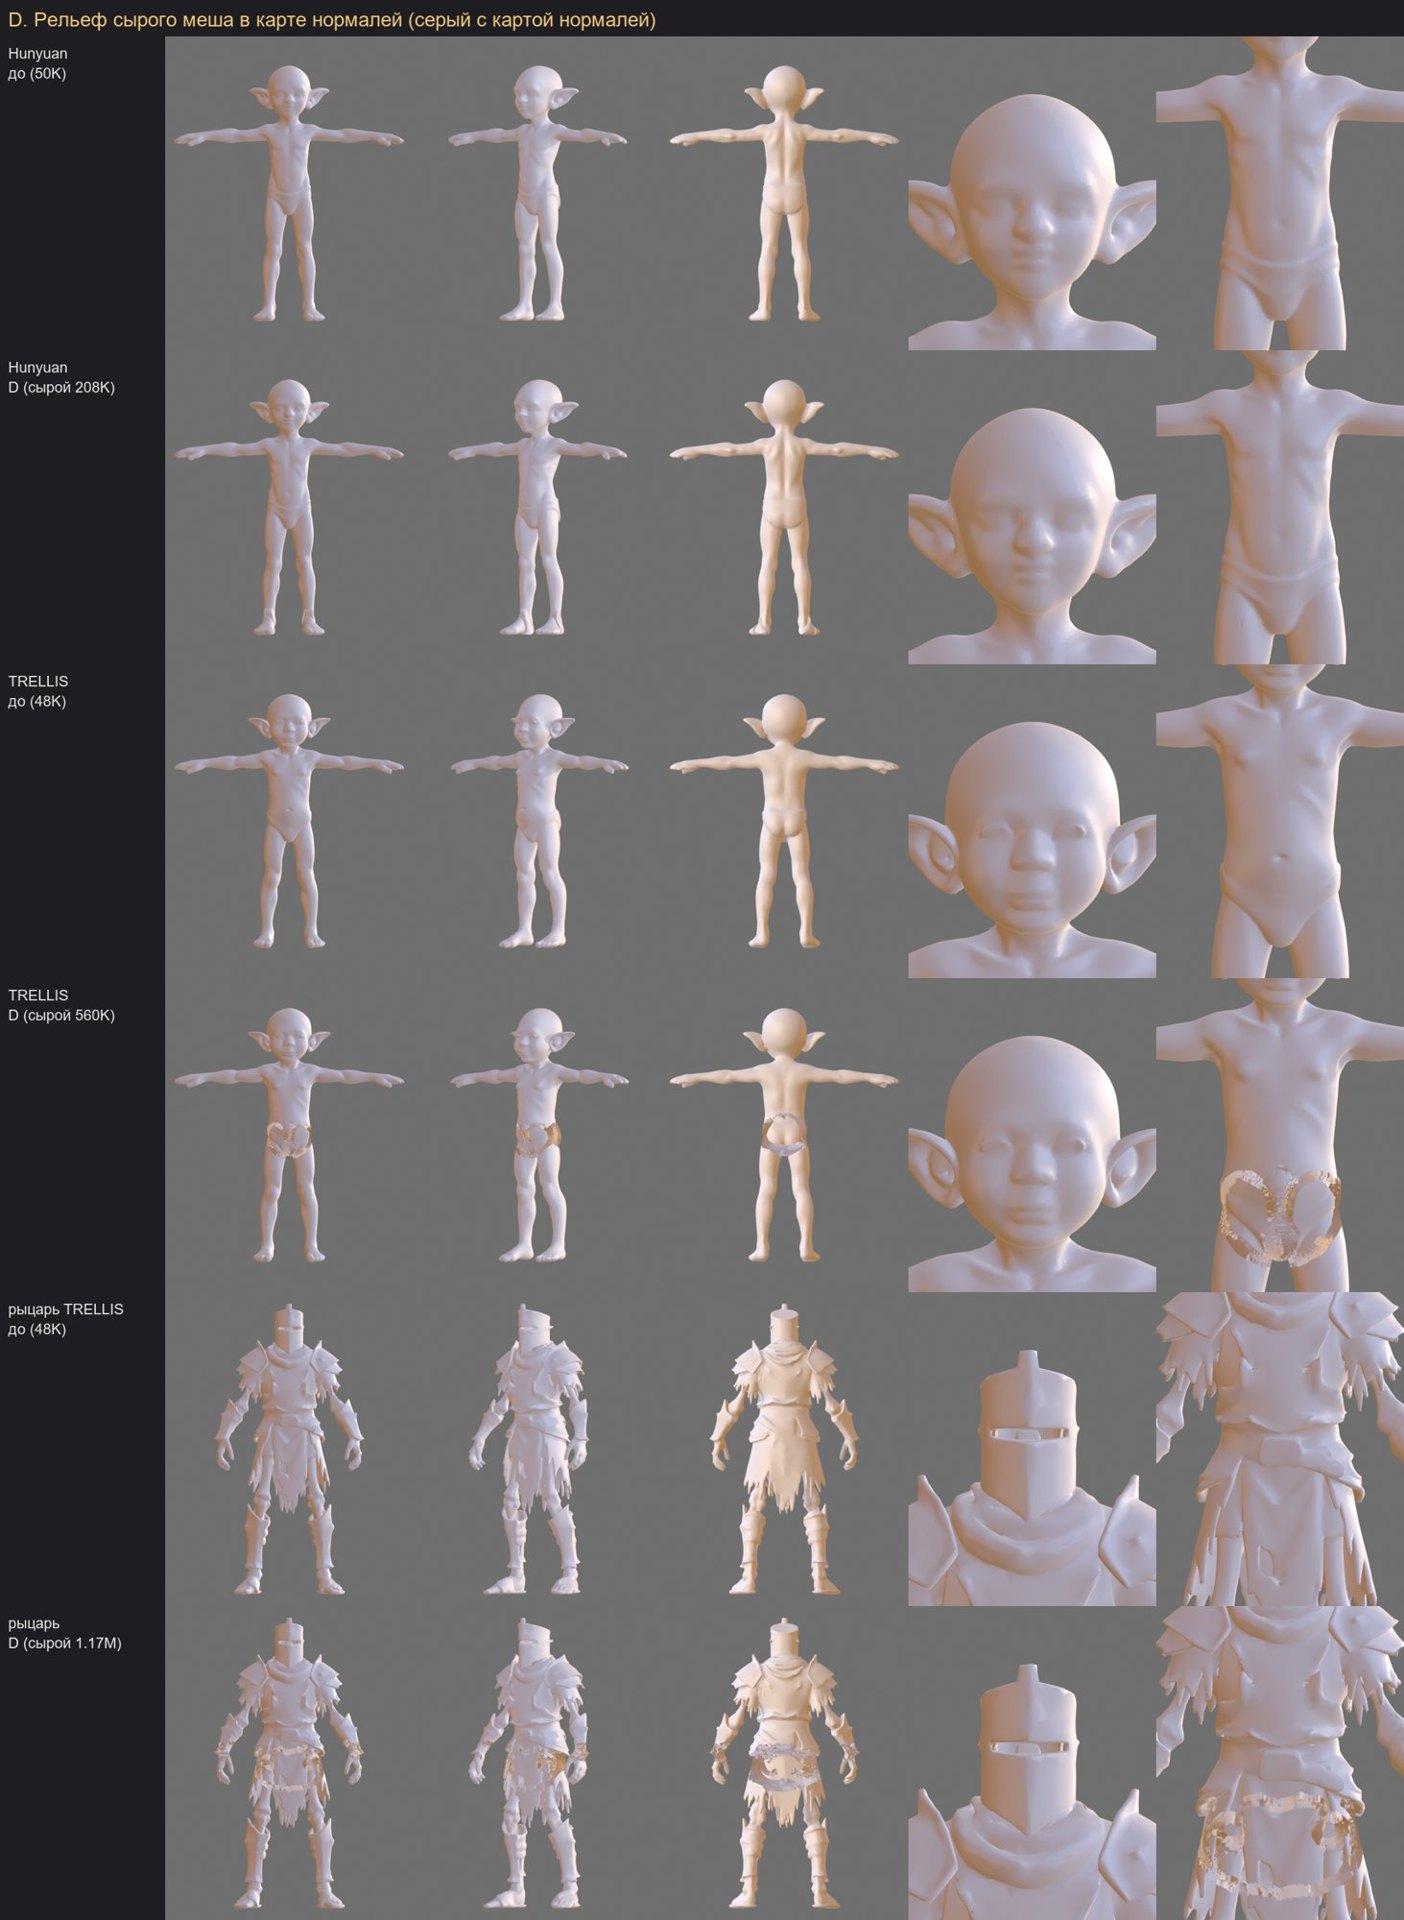 D. Рельеф сырого меша в карте нормалей (серый с картой нормалей)
Hunyuan
до (50K)
Hunyuan
D (сырой 208K)
TRELLIS
до (48K)
TRELLIS
D (сырой 560K)
рыцарь TRELLIS
до (48K)
рыцарь
D (сырой 1.17M)